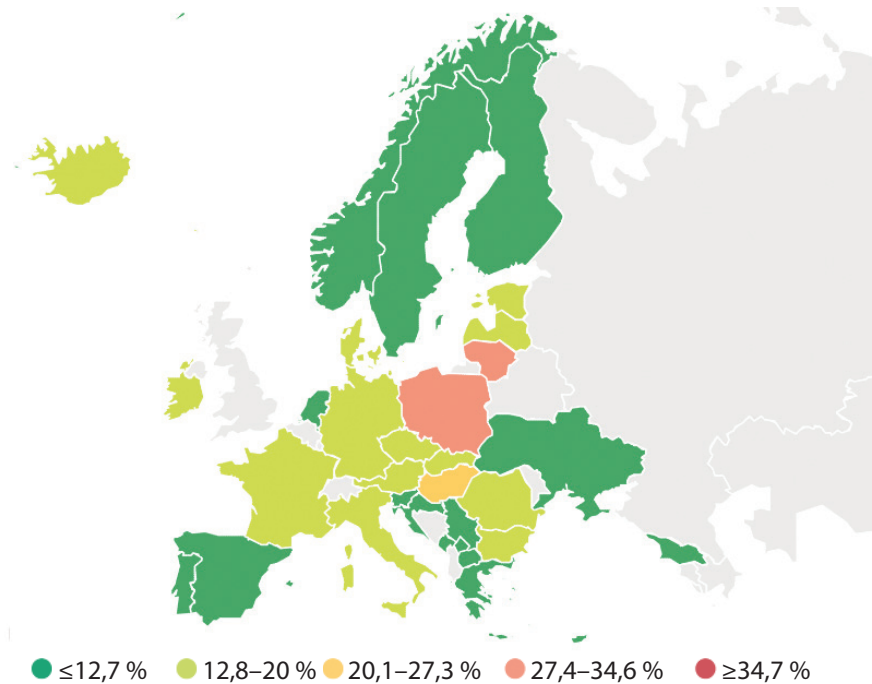 ≤12,7 % 12,8–20 % 20,1–27,3 % 27,4–34,6 % ≥34,7 %